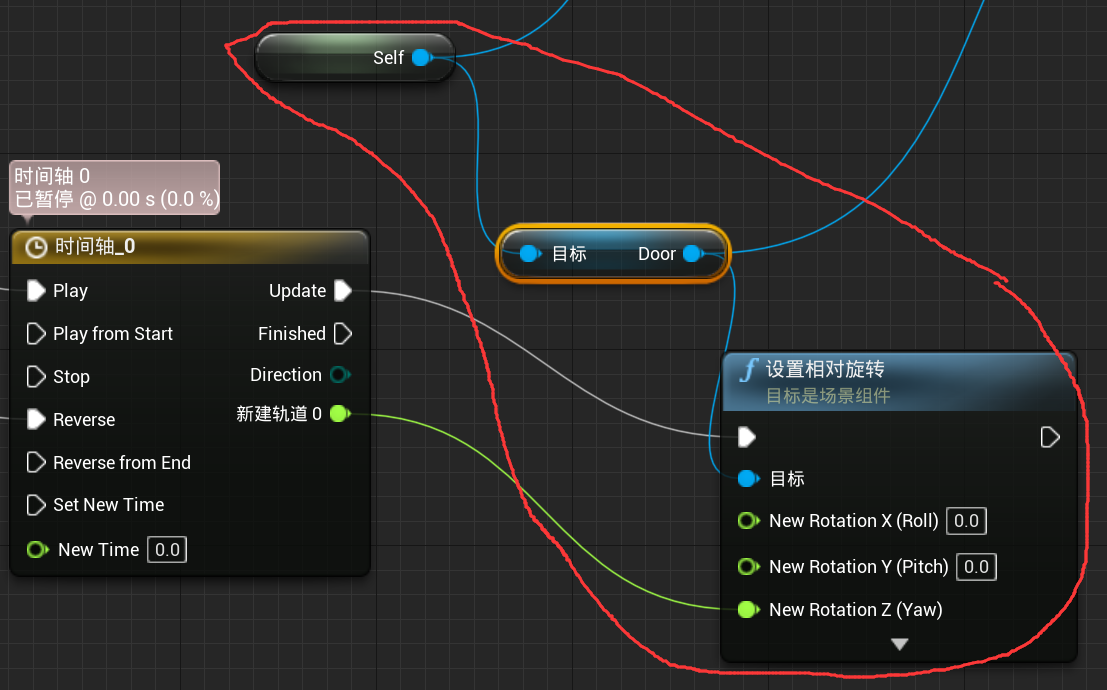 Self
时间轴 0
已暂停 @ 0.00 s (0.0 %)
时间轴_0
Play
Update
Play from Start
Finished
Stop
Direction
Reverse
新建轨道 0
Reverse from End
Set New Time
New Time 0.0
目标 Door
f 设置相对旋转
目标是场景组件
目标
New Rotation X (Roll) 0.0
New Rotation Y (Pitch) 0.0
New Rotation Z (Yaw)